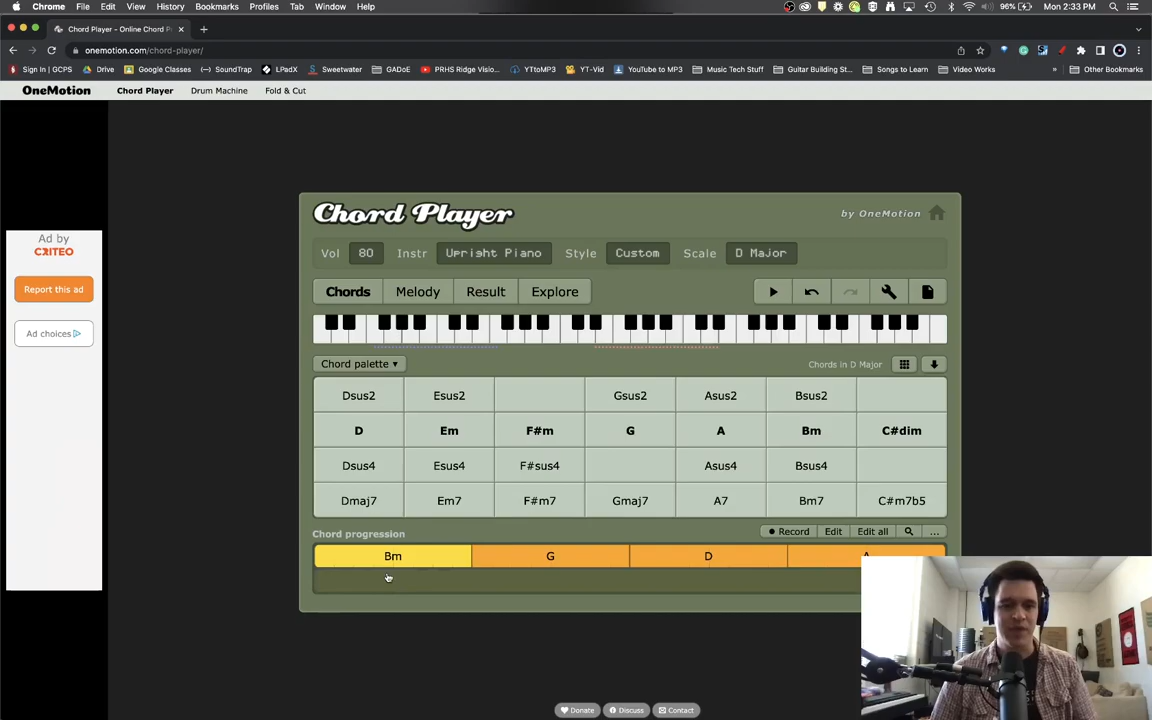 Chrome File Edit View History Bookmarks Profiles Tab Window Help 96% Mon 2:33 PM
Chord Player - Online Chord P
onemotion.com/chord-player/
Sign In | GCPS Drive Google Classes SoundTrap LPadX Sweetwater GADoE PRHS Ridge Visio... YTtoMP3 YT-Vid YouTube to MP3 Music Tech Stuff Guitar Building St... Songs to Learn Video Works » Other Bookmarks
OneMotion Chord Player Drum Machine Fold & Cut
Ad by
CRITEO
Report this ad
Ad choices
Chord Player by OneMotion
Vol 80 Instr Upright Piano Style Custom Scale D Major
Chords Melody Result Explore
Chord palette ▾ Chords in D Major
Dsus2 Esus2 Gsus2 Asus2 Bsus2
D Em F#m G A Bm C#dim
Dsus4 Esus4 F#sus4 Asus4 Bsus4
Dmaj7 Em7 F#m7 Gmaj7 A7 Bm7 C#m7b5
Chord progression Record Edit Edit all ...
Bm G D
Donate Discuss Contact